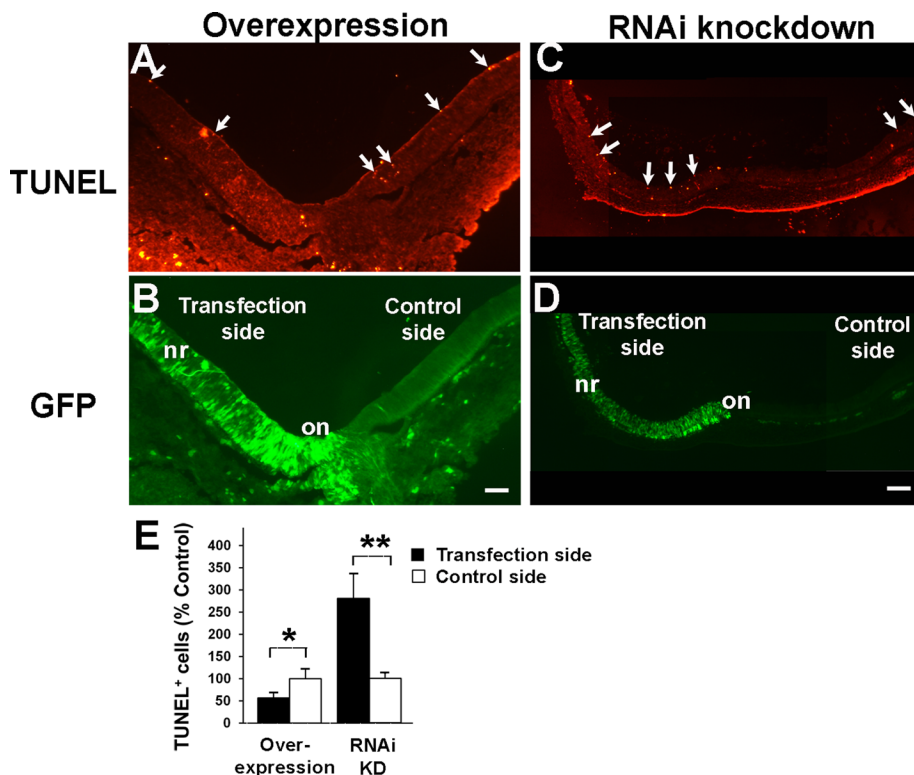 Overexpression
RNAi knockdown
A
C
TUNEL
B
Transfection
side
Control
side
nr
on
D
Transfection
side
Control
side
nr
on
GFP
E
TUNEL⁺ cells (% Control)
400
350
300
250
200
150
100
50
0
*
**
Transfection side
Control side
Over-
expression
RNAi
KD